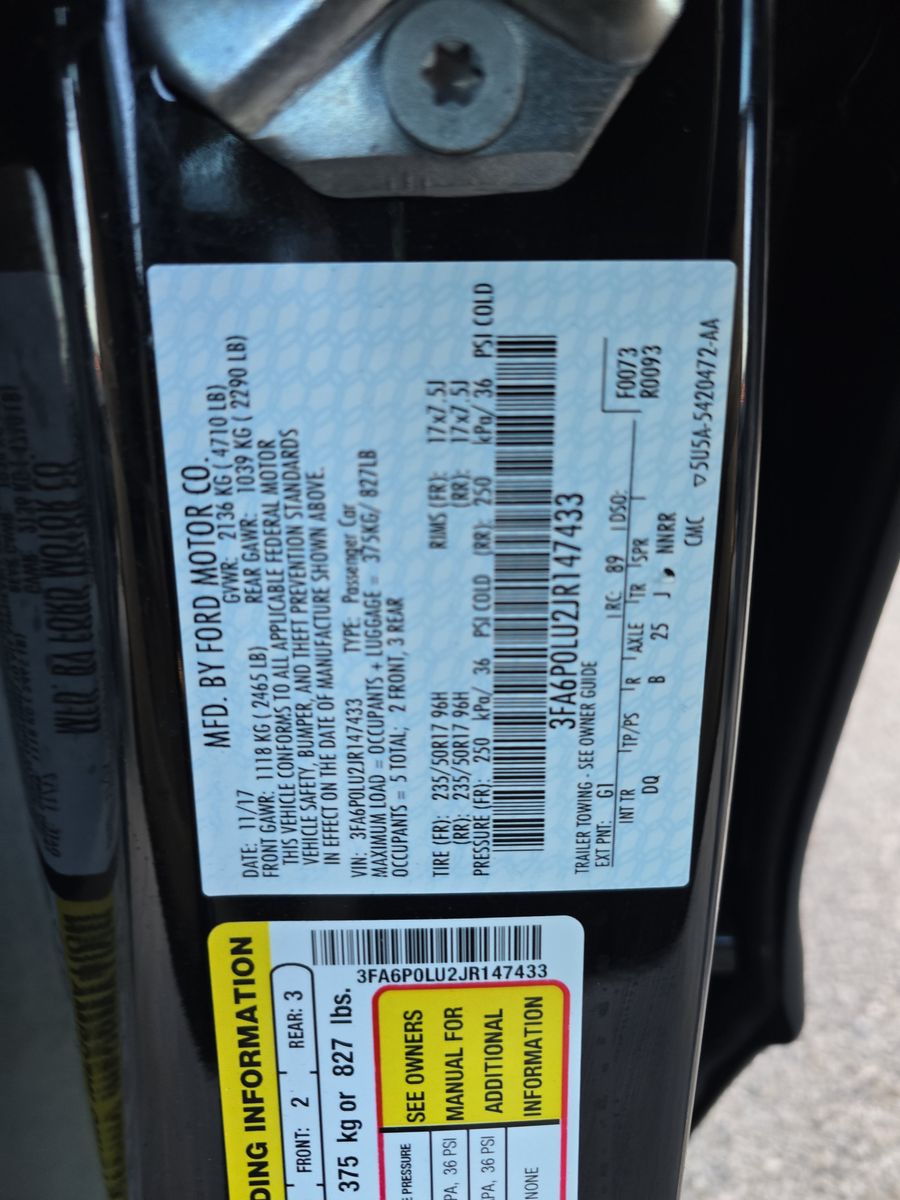 MFD. BY FORD MOTOR CO.
DATE: 11/17 GVWR: 2136 KG ( 4710 LB)
FRONT GAWR: 1118 KG ( 2465 LB) REAR GAWR: 1039 KG ( 2290 LB)
THIS VEHICLE CONFORMS TO ALL APPLICABLE FEDERAL MOTOR
VEHICLE SAFETY, BUMPER, AND THEFT PREVENTION STANDARDS
IN EFFECT ON THE DATE OF MANUFACTURE SHOWN ABOVE.
VIN: 3FA6P0LU2JR147433 TYPE: Passenger Car
MAXIMUM LOAD = OCCUPANTS + LUGGAGE = 375KG/ 827LB
OCCUPANTS = 5 TOTAL; 2 FRONT, 3 REAR
TIRE (FR): 235/50R17 96H RIMS (FR): 17x7.5J
(RR): 235/50R17 96H (RR): 17x7.5J
PRESSURE (FR): 250 kPa/ 36 PSI COLD (RR): 250 kPa/ 36 PSI COLD
3FA6P0LU2JR147433
TRAILER TOWING - SEE OWNER GUIDE
EXT PNT: G1 RC: 89 DSO: F0073
R0093
INT TR TP/PS R AXLE TR SPR
DQ B 25 J NNRR
CMC
▽5U5A-5420472-AA
DING INFORMATION
FRONT: 2 REAR: 3
375 kg or 827 lbs.
3FA6P0LU2JR147433
PRESSURE
PA, 36 PSI
PA, 36 PSI
NONE
SEE OWNERS
MANUAL FOR
ADDITIONAL
INFORMATION